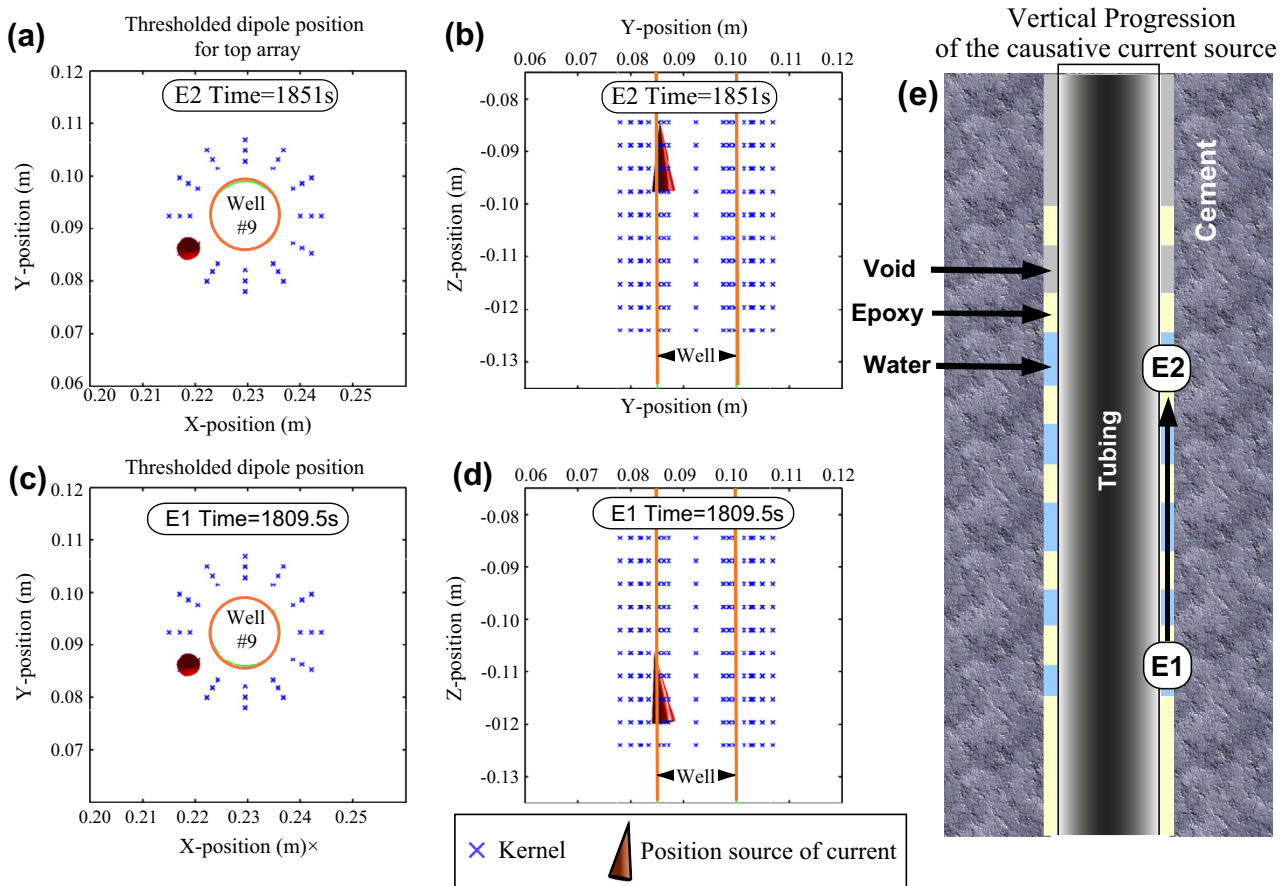 (a)
Thresholded dipole position
for top array
E2 Time=1851s
0.12
0.11
0.10
0.09
0.08
0.07
0.06
Y-position (m)
Well
#9
0.20
0.21
0.22
0.23
0.24
0.25
X-position (m)
(b)
Y-position (m)
0.06
0.07
0.08
0.09
0.10
0.11
0.12
E2 Time=1851s
-0.08
-0.09
-0.10
-0.11
-012
-0.13
Z-position (m)
Well
Y-position (m)
(c)
Thresholded dipole position
E1 Time=1809.5s
0.12
0.11
0.10
0.09
0.08
0.07
Y-position (m)
Well
#9
0.20
0.21
0.22
0.23
0.24
0.25
X-position (m)×
(d)
0.06
0.07
0.08
0.09
0.10
0.11
0.12
E1 Time=1809.5s
-0.08
-0.09
-0.10
-0.11
-012
-0.13
Z-position (m)
Well
× Kernel
Position source of current
Vertical Progression
of the causative current source
(e)
Cement
Void
Epoxy
Water
Tubing
E2
E1